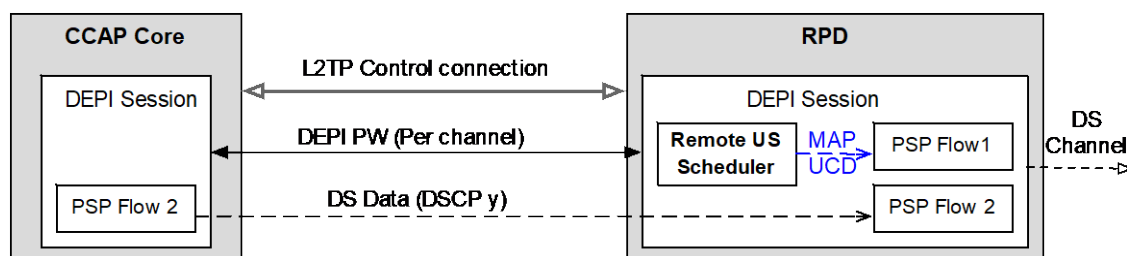 CCAP Core
RPD
L2TP Control connection
DEPI Session
DEPI Session
DS
Channel
DEPI PW (Per channel)
Remote US
Scheduler
MAP
UCD
PSP Flow1
PSP Flow 2
DS Data (DSCP y)
PSP Flow 2